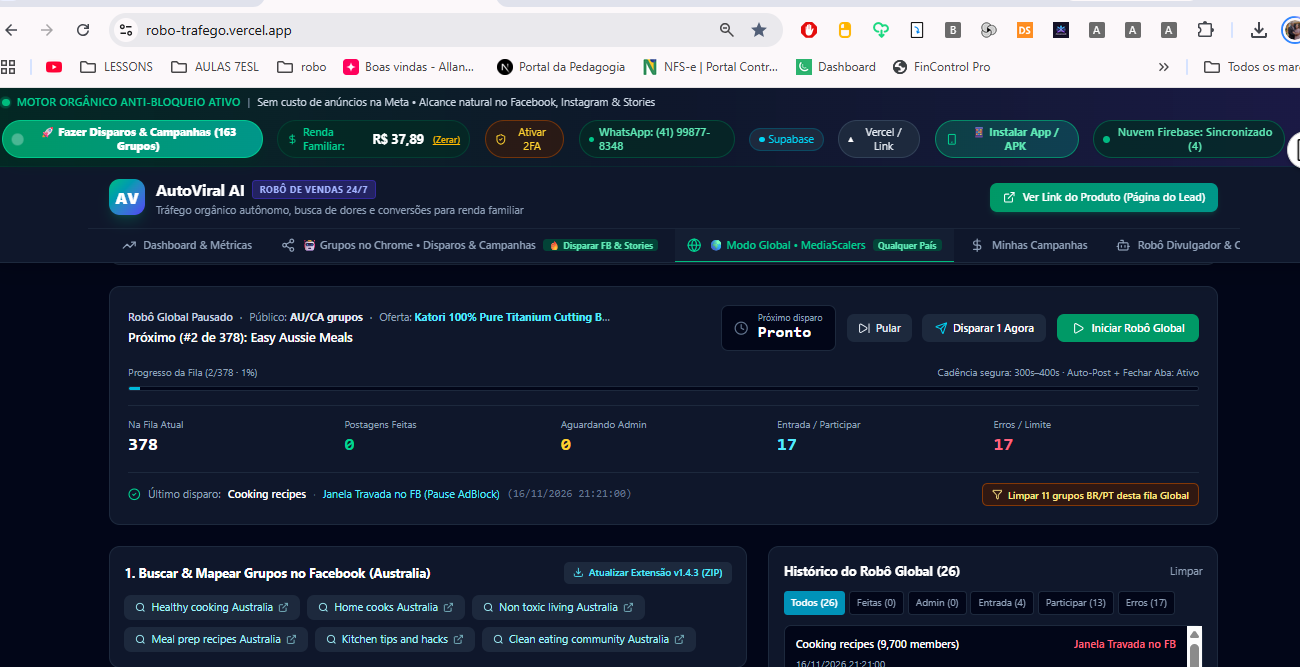 robo-trafego.vercel.app
LESSONS AULAS 7ESL robo Boas vindas - Allan... Portal da Pedagogia NFS-e | Portal Contr... Dashboard FinControl Pro » Todos os mar
MOTOR ORGÂNICO ANTI-BLOQUEIO ATIVO | Sem custo de anúncios na Meta • Alcance natural no Facebook, Instagram & Stories
🚀 Fazer Disparos & Campanhas (163 Grupos)
$ Renda Familiar: R$ 37,89 (Zerar)
Ativar 2FA
WhatsApp: (41) 99877-8348
Supabase
▲ Vercel / Link
Instalar App / APK
Nuvem Firebase: Sincronizado (4)
AV AutoViral AI ROBÔ DE VENDAS 24/7
Tráfego orgânico autônomo, busca de dores e conversões para renda familiar
Ver Link do Produto (Página do Lead)
Dashboard & Métricas Grupos no Chrome • Disparos & Campanhas 🔥 Disparar FB & Stories Modo Global • MediaScalers Qualquer País $ Minhas Campanhas Robô Divulgador & C
Robô Global Pausado · Público: AU/CA grupos · Oferta: Katori 100% Pure Titanium Cutting B...
Próximo (#2 de 378): Easy Aussie Meals
Próximo disparo
Pronto
Pular
Disparar 1 Agora
Iniciar Robô Global
Progresso da Fila (2/378 · 1%) Cadência segura: 300s–400s · Auto-Post + Fechar Aba: Ativo
Na Fila Atual Postagens Feitas Aguardando Admin Entrada / Participar Erros / Limite
378 0 0 17 17
Último disparo: Cooking recipes · Janela Travada no FB (Pause AdBlock) (16/11/2026 21:21:00)
Limpar 11 grupos BR/PT desta fila Global
1. Buscar & Mapear Grupos no Facebook (Australia) Atualizar Extensão v1.4.3 (ZIP)
Healthy cooking Australia Home cooks Australia Non toxic living Australia
Meal prep recipes Australia Kitchen tips and hacks Clean eating community Australia
Histórico do Robô Global (26) Limpar
Todos (26) Feitas (0) Admin (0) Entrada (4) Participar (13) Erros (17)
Cooking recipes (9,700 members) Janela Travada no FB
16/11/2026 21:21:00